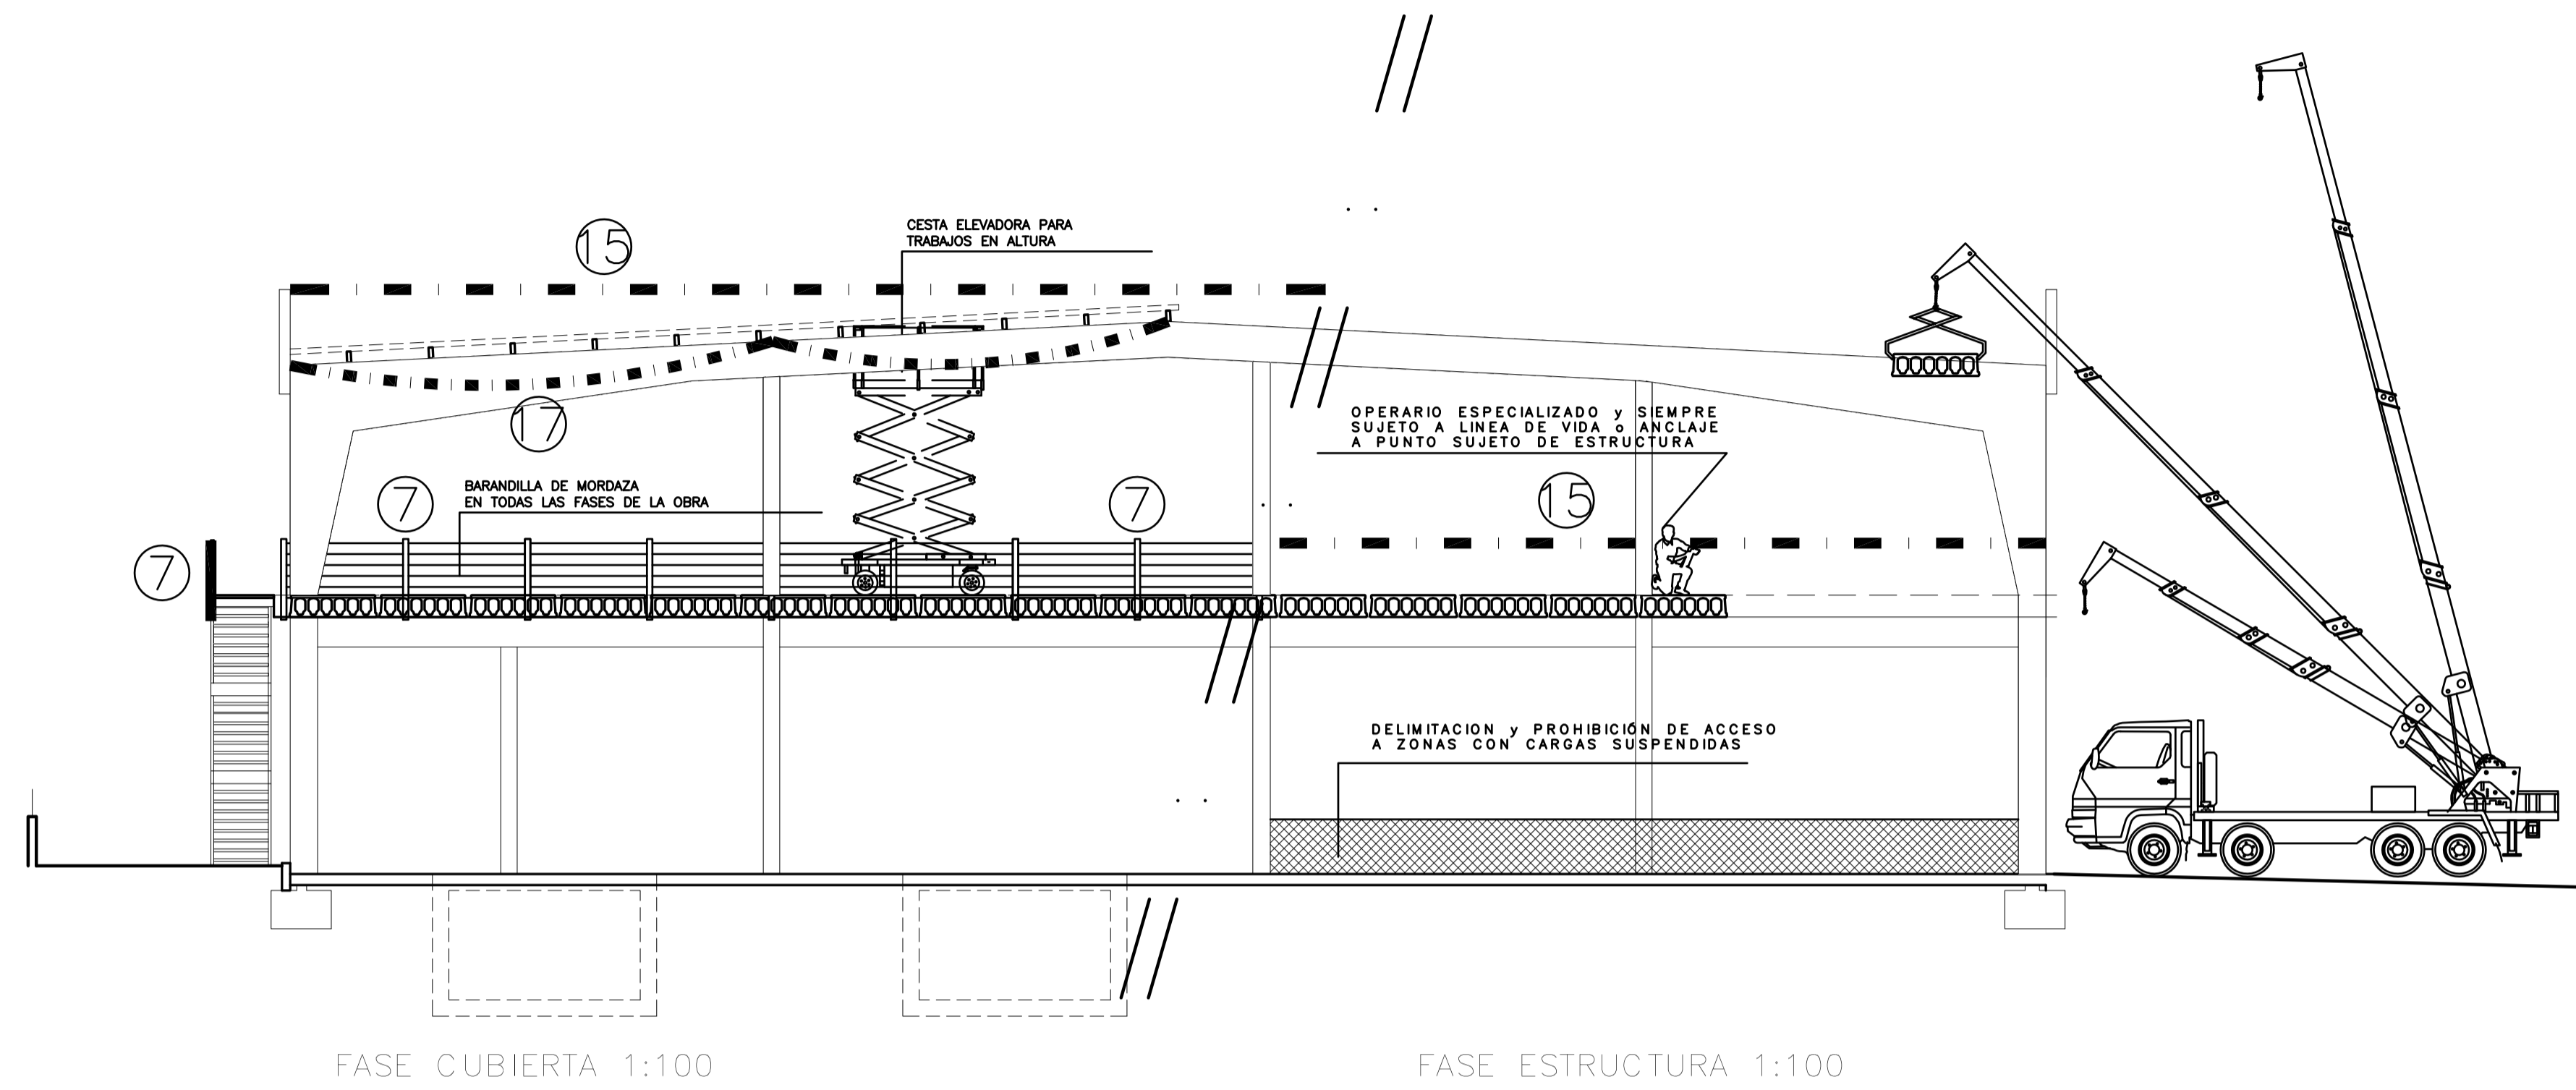 15
CESTA ELEVADORA PARA
TRABAJOS EN ALTURA
17
OPERARIO ESPECIALIZADO y SIEMPRE
SUJETO A LINEA DE VIDA o ANCLAJE
A PUNTO SUJETO DE ESTRUCTURA
7
BARANDILLA DE MORDAZA
EN TODAS LAS FASES DE LA OBRA
7
15
7
DELIMITACION y PROHIBICIÓN DE ACCESO
A ZONAS CON CARGAS SUSPENDIDAS
FASE CUBIERTA 1:100
FASE ESTRUCTURA 1:100